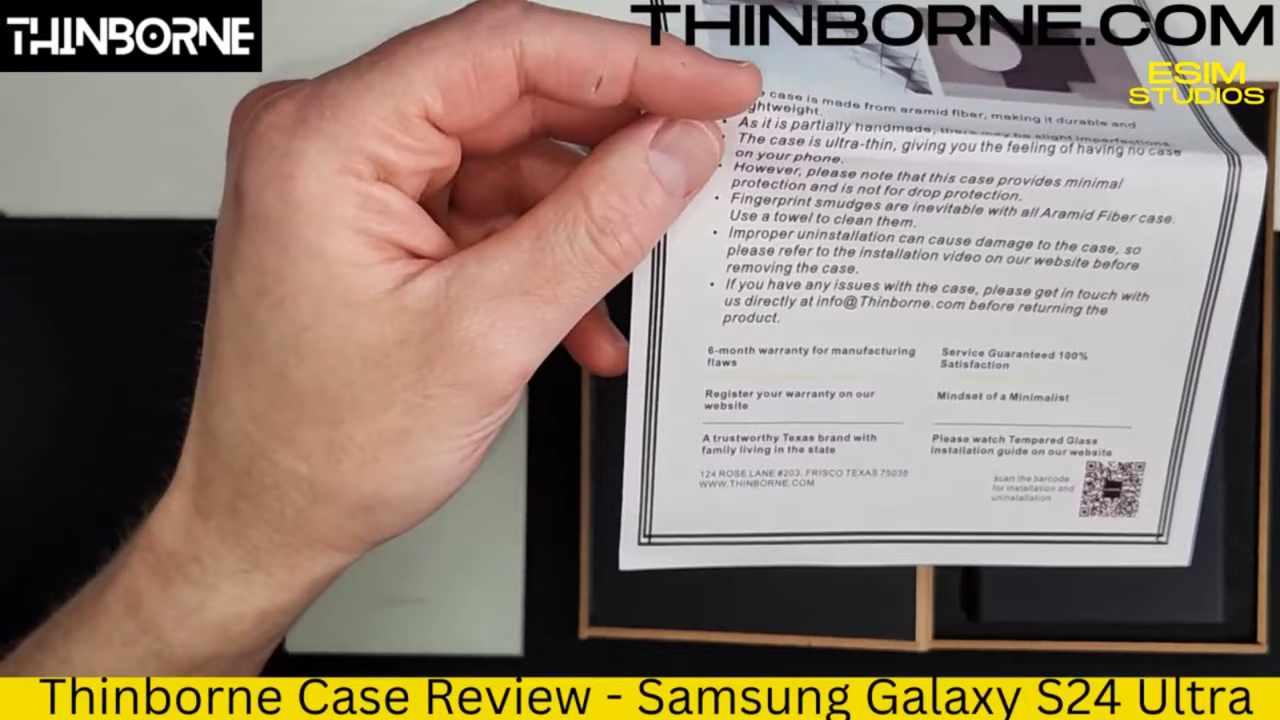 THINBORNE
THINBORNE.COM
ESIM
STUDIOS
case is made from aramid fiber, making it durable and
lightweight.
• As it is partially handmade, there may be slight imperfections
• The case is ultra-thin, giving you the feeling of having no case
on your phone.
• However, please note that this case provides minimal
protection and is not for drop protection.
• Fingerprint smudges are inevitable with all Aramid Fiber case.
Use a towel to clean them.
• Improper uninstallation can cause damage to the case, so
please refer to the installation video on our website before
removing the case.
• If you have any issues with the case, please get in touch with
us directly at info@Thinborne.com before returning the
product.
6-month warranty for manufacturing
flaws
Service Guaranteed 100%
Satisfaction
Register your warranty on our
website
Mindset of a Minimalist
A trustworthy Texas brand with
family living in the state
Please watch Tempered Glass
Installation guide on our website
124 ROSE LANE #203, FRISCO TEXAS 75035
WWW.THINBORNE.COM
scan the barcode
for installation and
uninstallation
Thinborne Case Review - Samsung Galaxy S24 Ultra